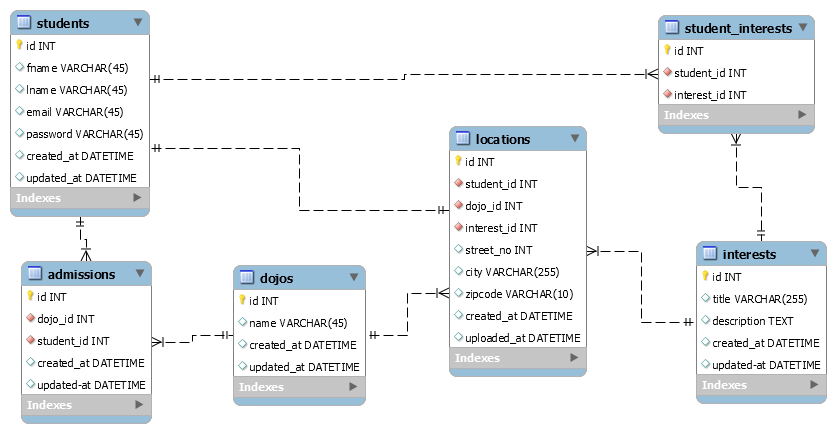 students
id INT
fname VARCHAR(45)
lname VARCHAR(45)
email VARCHAR(45)
password VARCHAR(45)
created_at DATETIME
updated_at DATETIME
Indexes
student_interests
id INT
student_id INT
interest_id INT
Indexes
locations
id INT
student_id INT
dojo_id INT
interest_id INT
street_no INT
city VARCHAR(255)
zipcode VARCHAR(10)
created_at DATETIME
uploaded_at DATETIME
Indexes
admissions
id INT
dojo_id INT
student_id INT
created_at DATETIME
updated-at DATETIME
Indexes
dojos
id INT
name VARCHAR(45)
created_at DATETIME
updated_at DATETIME
Indexes
interests
id INT
title VARCHAR(255)
description TEXT
created_at DATETIME
updated-at DATETIME
Indexes